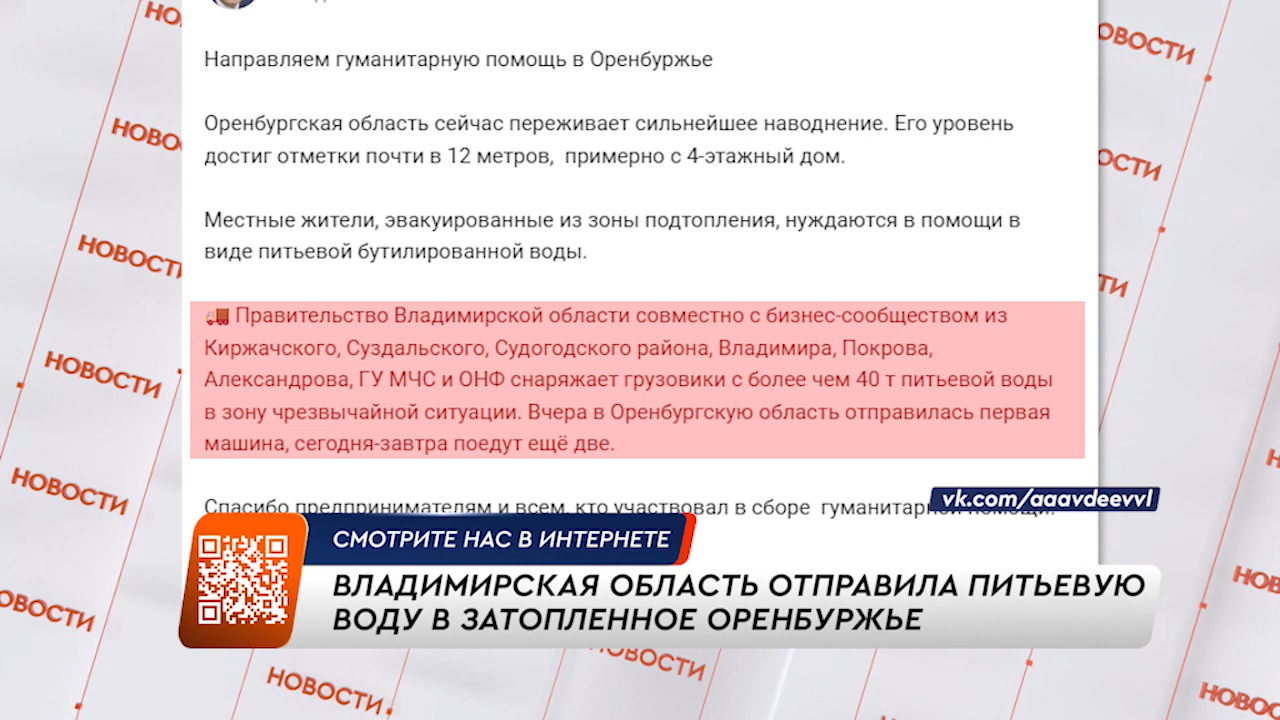 Направляем гуманитарную помощь в Оренбуржье
Оренбургская область сейчас переживает сильнейшее наводнение. Его уровень
достиг отметки почти в 12 метров,  примерно с 4-этажный дом.
Местные жители, эвакуированные из зоны подтопления, нуждаются в помощи в
виде питьевой бутилированной воды.
🚚 Правительство Владимирской области совместно с бизнес-сообществом из
Киржачского, Суздальского, Судогодского района, Владимира, Покрова,
Александрова, ГУ МЧС и ОНФ снаряжает грузовики с более чем 40 т питьевой воды
в зону чрезвычайной ситуации. Вчера в Оренбургскую область отправилась первая
машина, сегодня-завтра поедут ещё две.
Спасибо предпринимателям и всем, кто участвовал в сборе  гуманитарной помощи.
vk.com/aaavdeevvl
СМОТРИТЕ НАС В ИНТЕРНЕТЕ
ВЛАДИМИРСКАЯ ОБЛАСТЬ ОТПРАВИЛА ПИТЬЕВУЮ
ВОДУ В ЗАТОПЛЕННОЕ ОРЕНБУРЖЬЕ
НОВОСТИ
НОВОСТИ
НОВОСТИ
НОВОСТИ